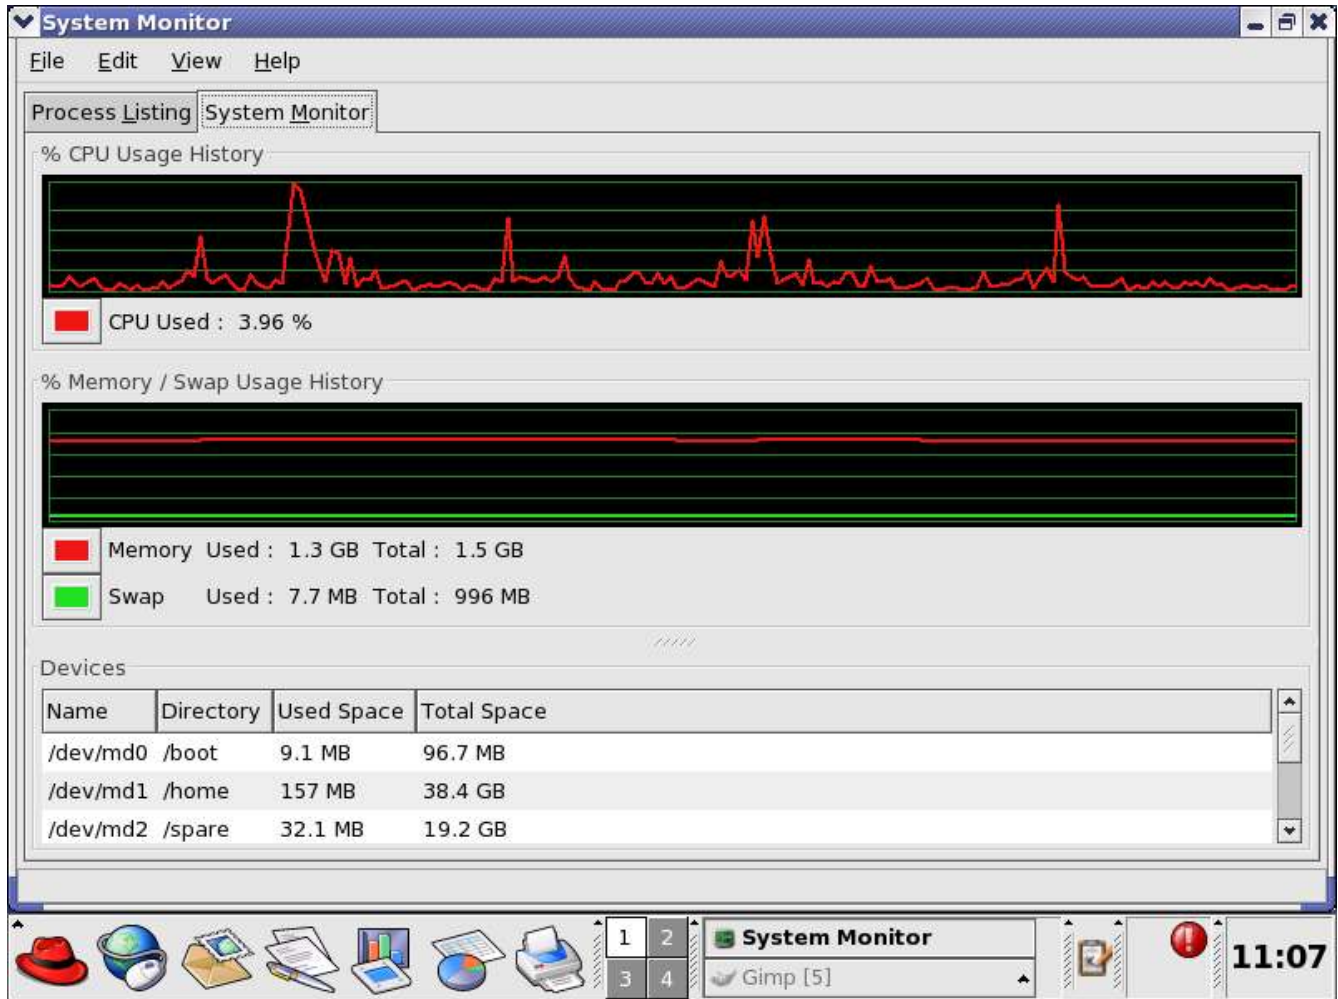 System Monitor
File Edit View Help
Process Listing System Monitor
% CPU Usage History
CPU Used : 3.96 %
% Memory / Swap Usage History
Memory Used : 1.3 GB Total : 1.5 GB
Swap Used : 7.7 MB Total : 996 MB
Devices
Name Directory Used Space Total Space
/dev/md0 /boot 9.1 MB 96.7 MB
/dev/md1 /home 157 MB 38.4 GB
/dev/md2 /spare 32.1 MB 19.2 GB
1 2 System Monitor
3 4 Gimp [5]
11:07